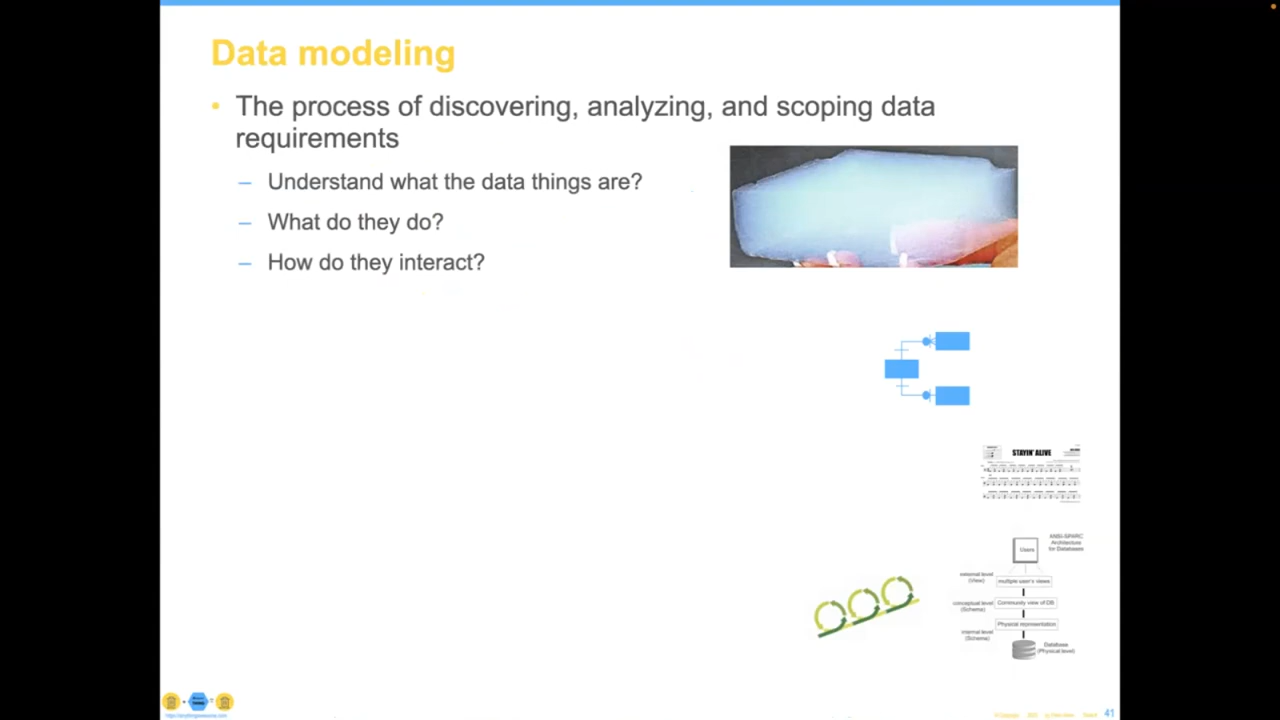 Data modeling
• The process of discovering, analyzing, and scoping data
requirements
– Understand what the data things are?
– What do they do?
– How do they interact?
STAYIN' ALIVE
ANSI-SPARC
Architecture
for Databases
Users
external level
(View)
multiple user's views
conceptual level
(Schema)
Community view of DB
Physical representation
internal level
(Schema)
Database
(Physical level)
41